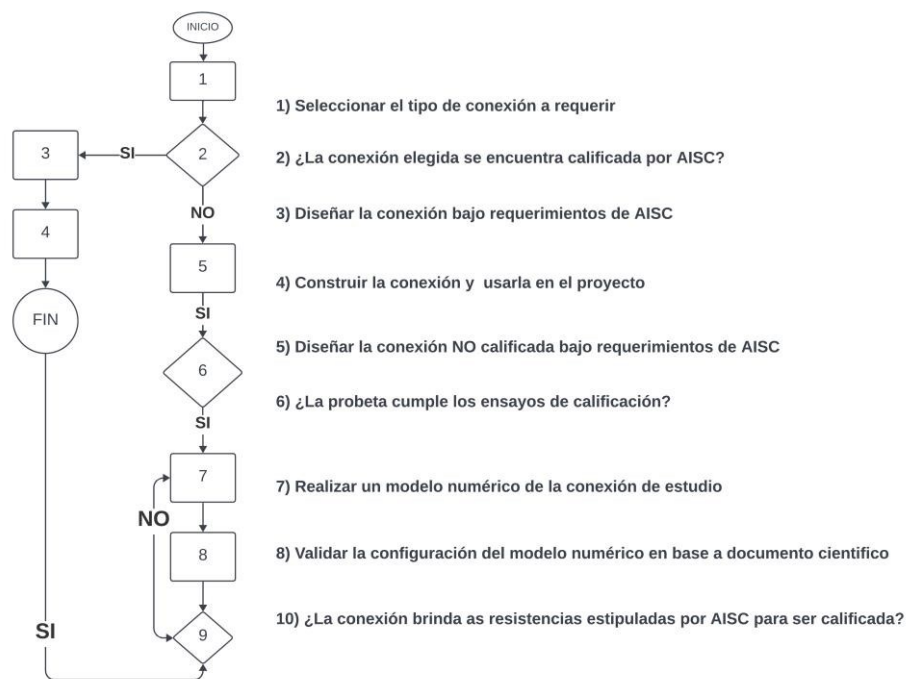 INICIO
1
1) Seleccionar el tipo de conexión a requerir
3
SI
2
2) ¿La conexión elegida se encuentra calificada por AISC?
NO
3) Diseñar la conexión bajo requerimientos de AISC
4
5
4) Construir la conexión y usarla en el proyecto
FIN
SI
5) Diseñar la conexión NO calificada bajo requerimientos de AISC
6
6) ¿La probeta cumple los ensayos de calificación?
SI
7
7) Realizar un modelo numérico de la conexión de estudio
NO
8
8) Validar la configuración del modelo numérico en base a documento cientifico
SI
9
10) ¿La conexión brinda as resistencias estipuladas por AISC para ser calificada?